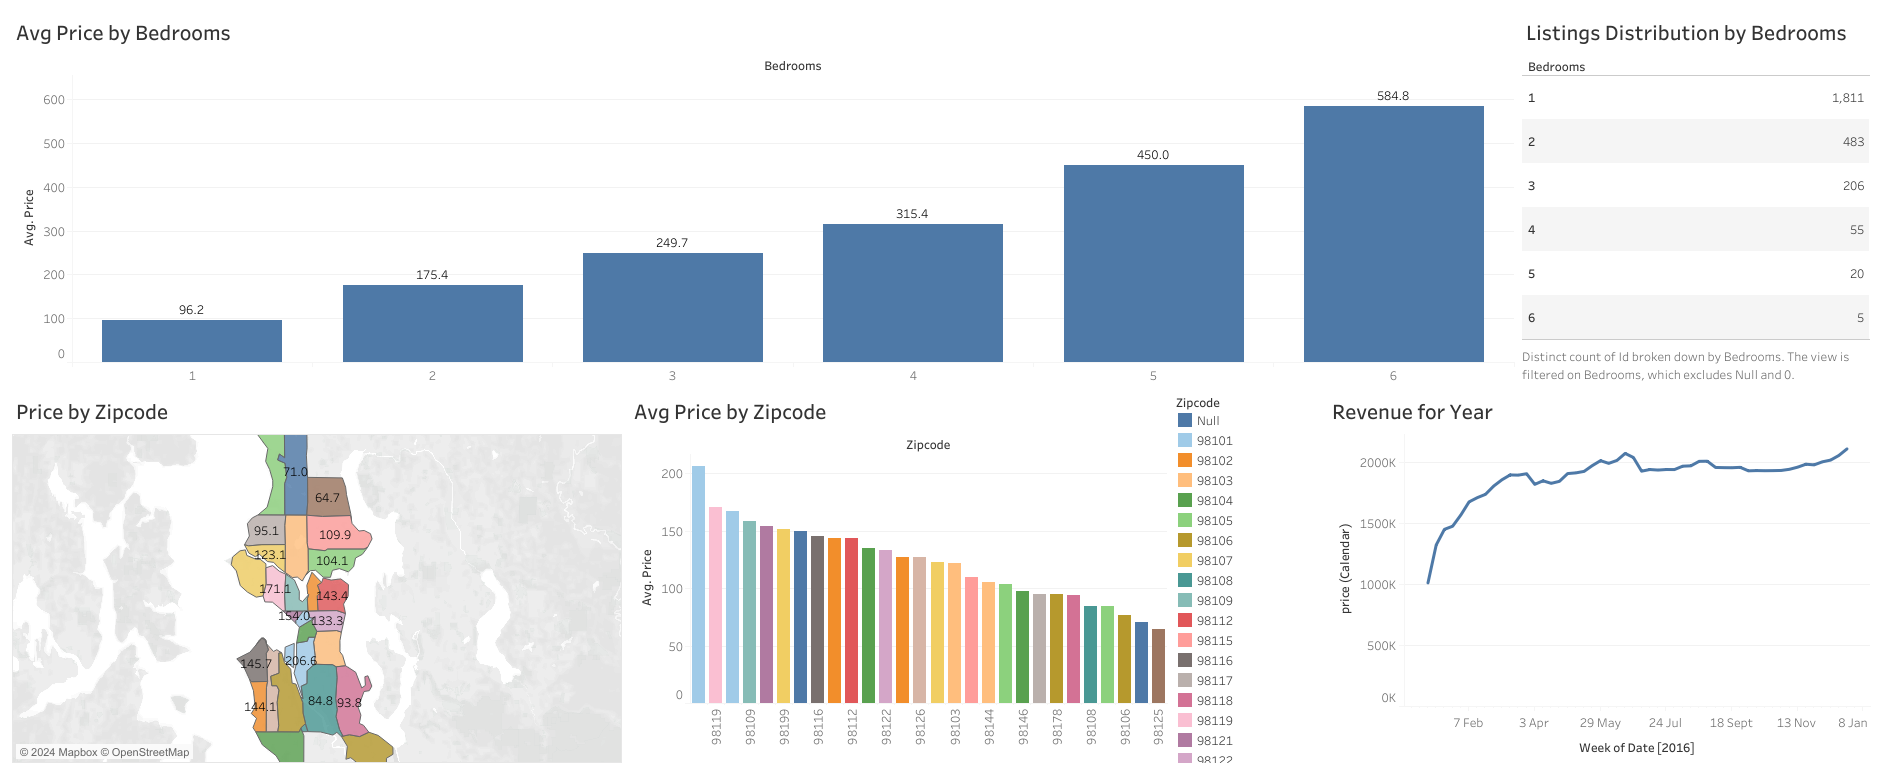 Avg Price by Bedrooms
Bedrooms
Avg. Price
600
500
400
300
200
100
0
96.2
175.4
249.7
315.4
450.0
584.8
1
2
3
4
5
6
Listings Distribution by Bedrooms
Bedrooms
1 1,811
2 483
3 206
4 55
5 20
6 5
Distinct count of Id broken down by Bedrooms. The view is
filtered on Bedrooms, which excludes Null and 0.
Price by Zipcode
71.0
64.7
95.1
109.9
123.1
104.1
171.1
143.4
154.0
133.3
145.7
206.6
144.1
84.8
93.8
© 2024 Mapbox © OpenStreetMap
Avg Price by Zipcode
Zipcode
Avg. Price
200
150
100
50
0
98119
98109
98199
98116
98112
98122
98126
98103
98144
98146
98178
98108
98106
98125
Zipcode
Null
98101
98102
98103
98104
98105
98106
98107
98108
98109
98112
98115
98116
98117
98118
98119
98121
98122
Revenue for Year
price (Calendar)
2000K
1500K
1000K
500K
0K
7 Feb
3 Apr
29 May
24 Jul
18 Sept
13 Nov
8 Jan
Week of Date [2016]